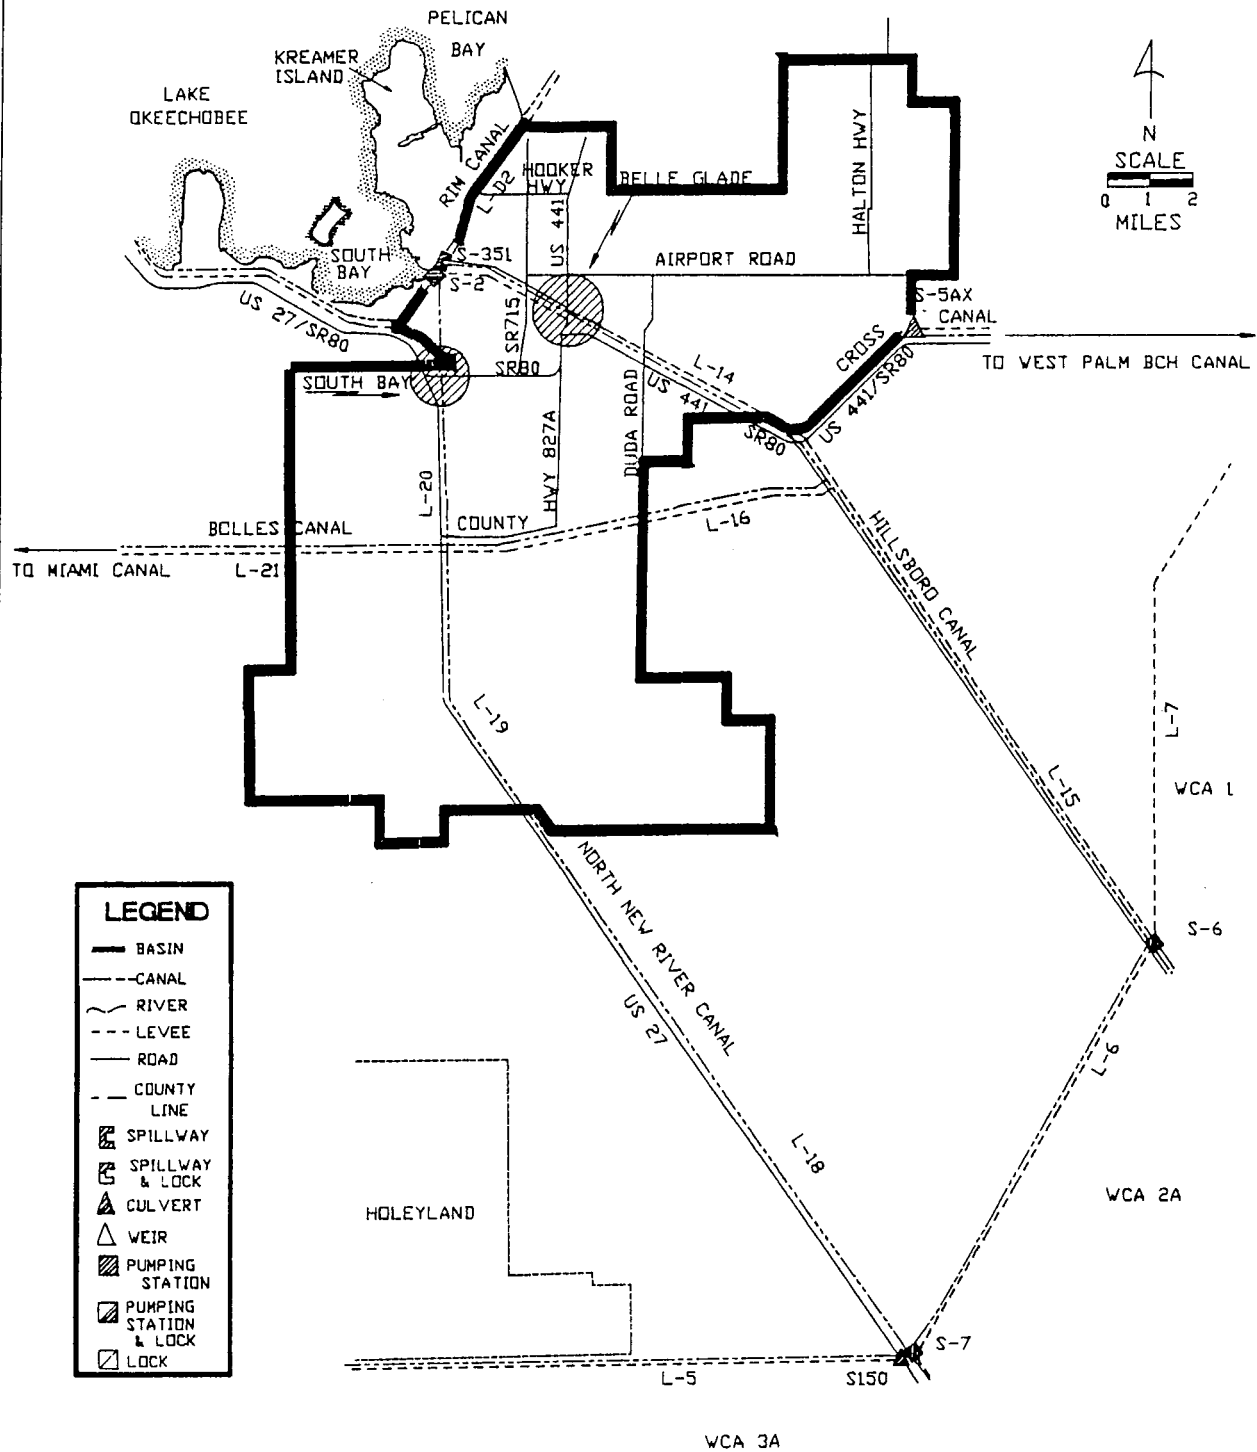 PELICAN
BAY
KREAMER
ISLAND
LAKE
OKEECHOBEE
RIM CANAL
L-D2
HOOKER
HWY
BELLE GLADE
HALTON HWY
N
SCALE
0 1 2
MILES
US 441
SOUTH
BAY
S-351
S-2
AIRPORT ROAD
S-5AX
CANAL
US 27/SR80
SR715
CROSS
TO WEST PALM BCH CANAL
L-14
SR80
US 441
US 441/SR80
SOUTH BAY
DUDA ROAD
SR80
HWY 827A
L-20
BOLLES CANAL
COUNTY
L-16
TO MIAMI CANAL
L-21
HILLSBORO CANAL
L-19
L-7
L-15
WCA 1
NORTH NEW RIVER CANAL
S-6
US 27
L-6
LEGEND
BASIN
CANAL
RIVER
LEVEE
ROAD
COUNTY
LINE
SPILLWAY
SPILLWAY
& LOCK
CULVERT
WEIR
PUMPING
STATION
PUMPING
STATION
& LOCK
LOCK
L-18
WCA 2A
HOLEYLAND
S-7
L-5
S150
WCA 3A